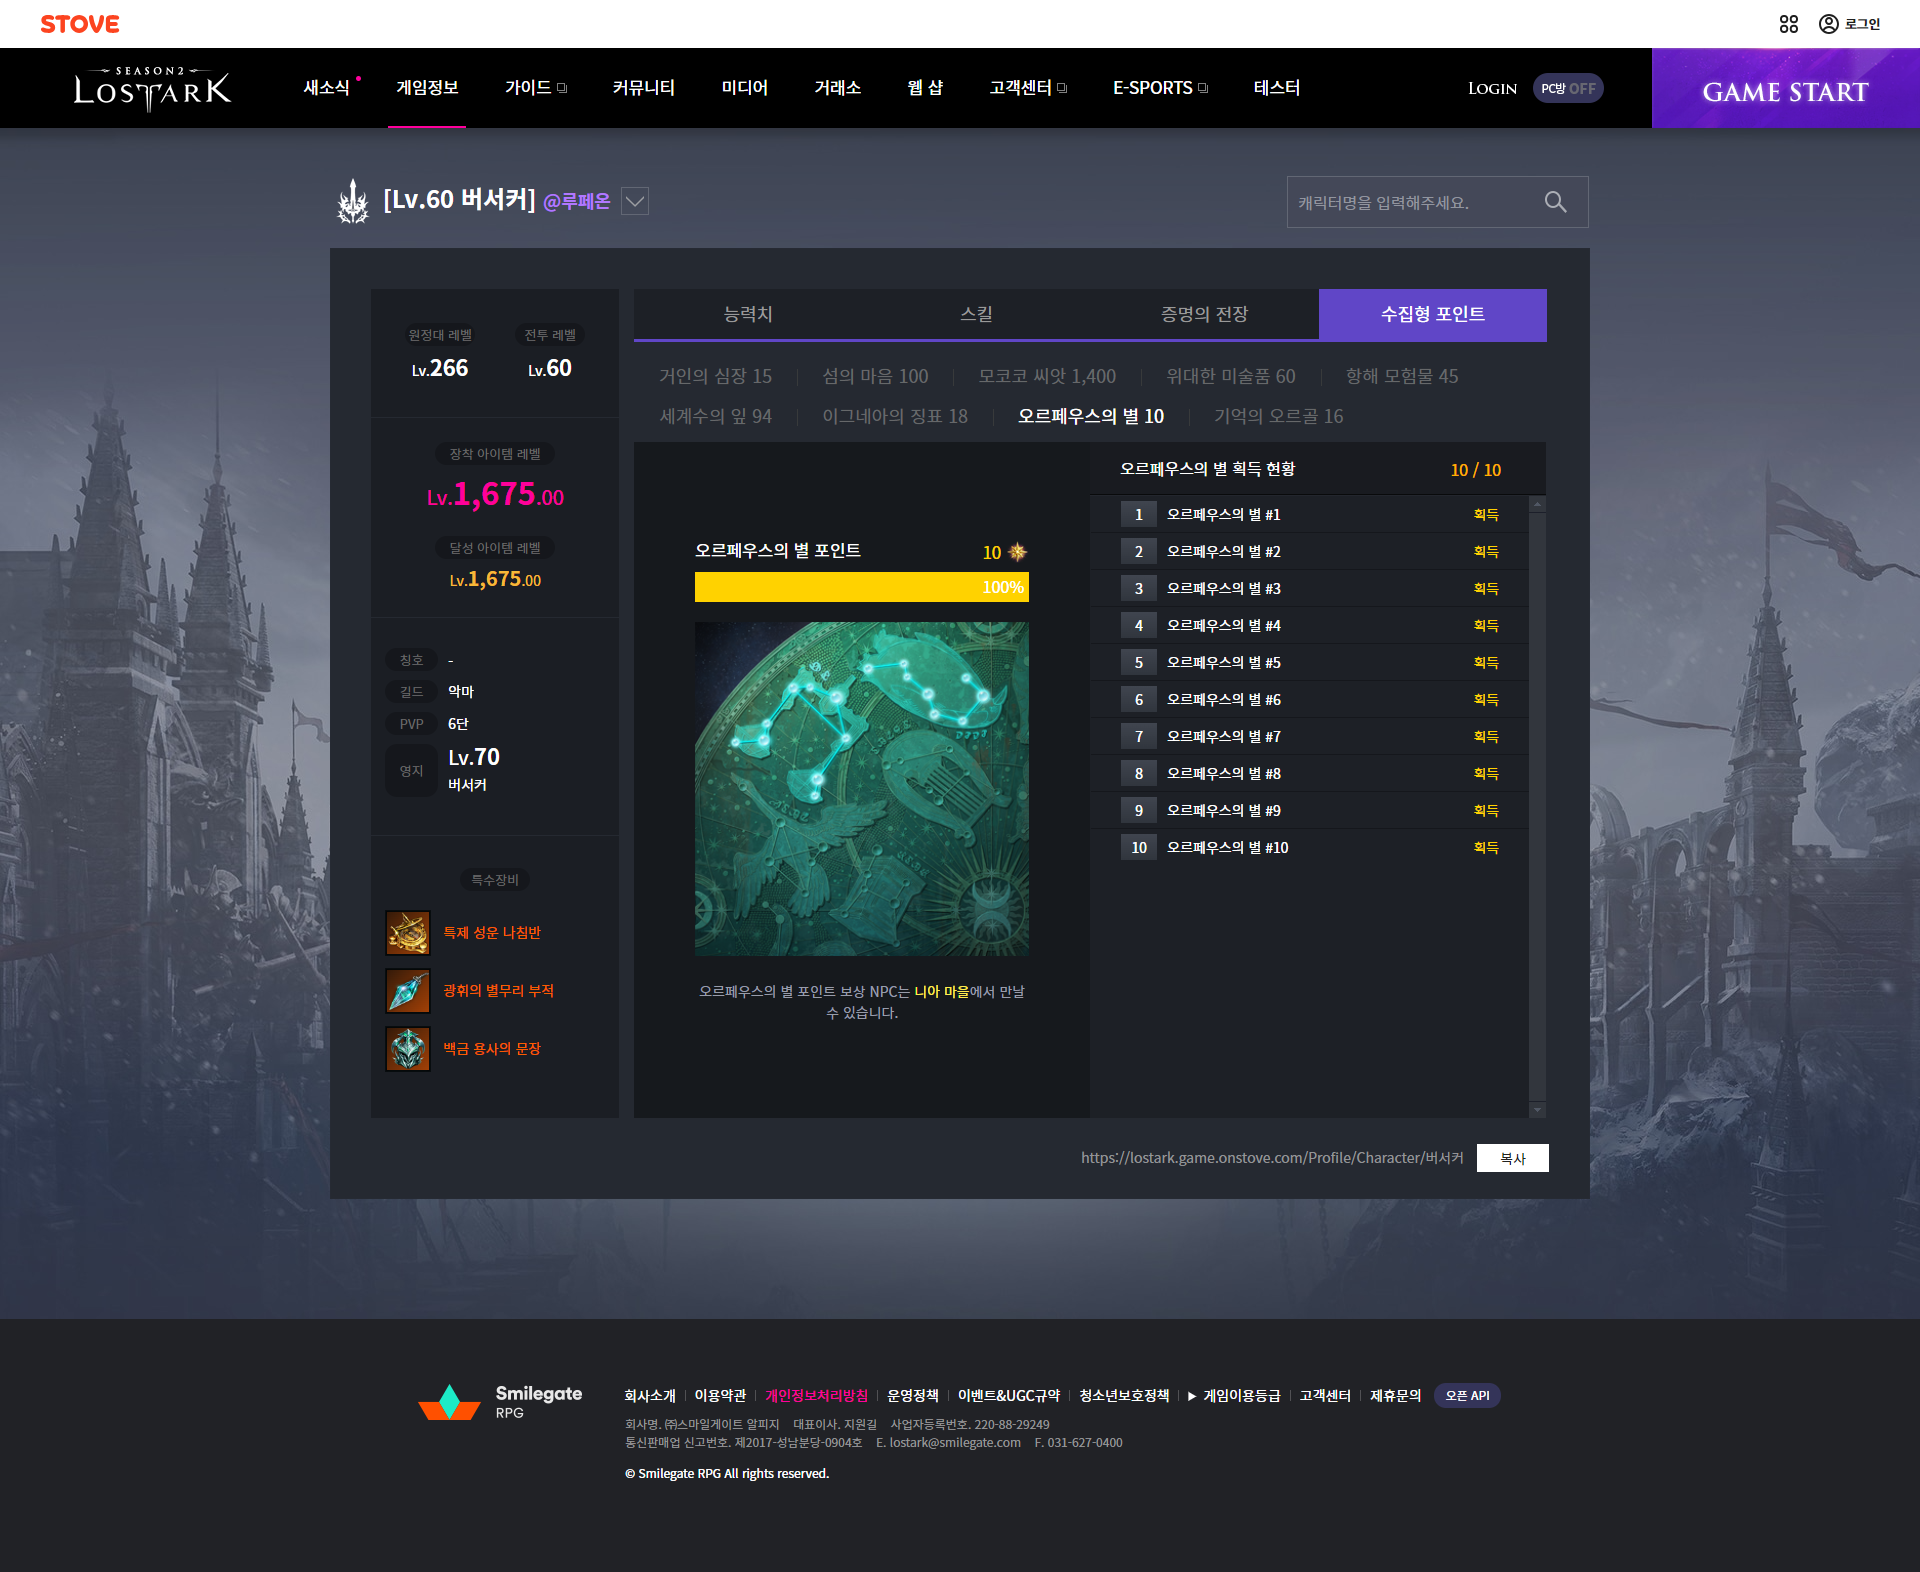 STOVE
로그인
SEASON2
LOSTARK
새소식
게임정보
가이드
커뮤니티
미디어
거래소
웹 샵
고객센터
E-SPORTS
테스터
LOGIN
PC방 OFF
GAME START
[Lv.60 버서커] @루페온
캐릭터명을 입력해주세요.
원정대 레벨
Lv.266
전투 레벨
Lv.60
장착 아이템 레벨
Lv.1,675.00
달성 아이템 레벨
Lv.1,675.00
칭호 -
길드 악마
PVP 6단
영지 Lv.70
버서커
특수장비
특제 성운 나침반
광휘의 별무리 부적
백금 용사의 문장
능력치
스킬
증명의 전장
수집형 포인트
거인의 심장 15
섬의 마음 100
모코코 씨앗 1,400
위대한 미술품 60
항해 모험물 45
세계수의 잎 94
이그네아의 징표 18
오르페우스의 별 10
기억의 오르골 16
오르페우스의 별 포인트 10
100%
오르페우스의 별 포인트 보상 NPC는 니아 마을에서 만날
수 있습니다.
오르페우스의 별 획득 현황 10 / 10
1 오르페우스의 별 #1 획득
2 오르페우스의 별 #2 획득
3 오르페우스의 별 #3 획득
4 오르페우스의 별 #4 획득
5 오르페우스의 별 #5 획득
6 오르페우스의 별 #6 획득
7 오르페우스의 별 #7 획득
8 오르페우스의 별 #8 획득
9 오르페우스의 별 #9 획득
10 오르페우스의 별 #10 획득
https://lostark.game.onstove.com/Profile/Character/버서커 복사
Smilegate
RPG
회사소개 이용약관 개인정보처리방침 운영정책 이벤트&UGC규약 청소년보호정책 ▶ 게임이용등급 고객센터 제휴문의 오픈 API
회사명. ㈜스마일게이트 알피지 대표이사. 지원길 사업자등록번호. 220-88-29249
통신판매업 신고번호. 제2017-성남분당-0904호 E. lostark@smilegate.com F. 031-627-0400
© Smilegate RPG All rights reserved.